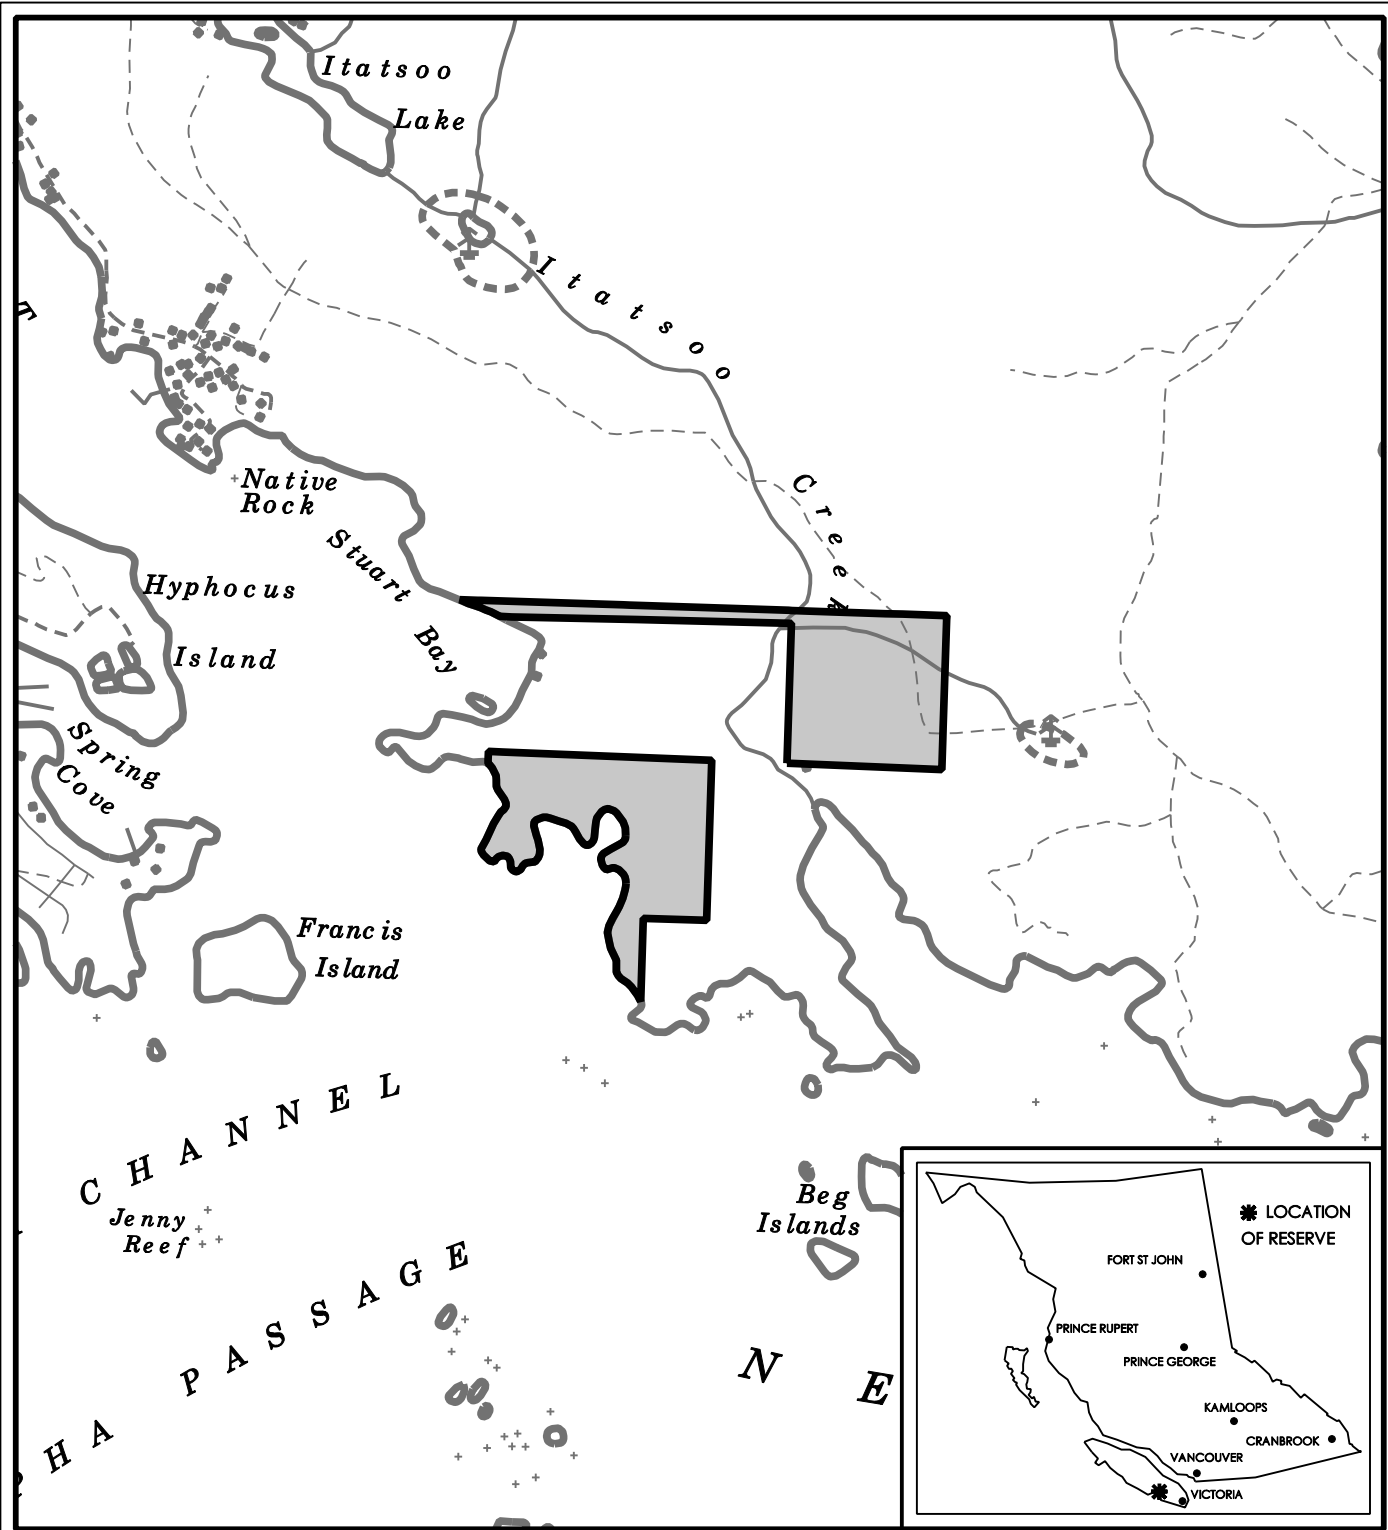 Itatsoo
Lake
Itatsoo
Creek
T
Native
Rock
Stuart
Bay
Hyphocus
Island
Spring
Cove
Francis
Island
CHANNEL
Jenny
Reef
HA PASSAGE
Beg
Islands
NE
LOCATION
OF RESERVE
FORT ST JOHN
PRINCE RUPERT
PRINCE GEORGE
KAMLOOPS
CRANBROOK
VANCOUVER
VICTORIA